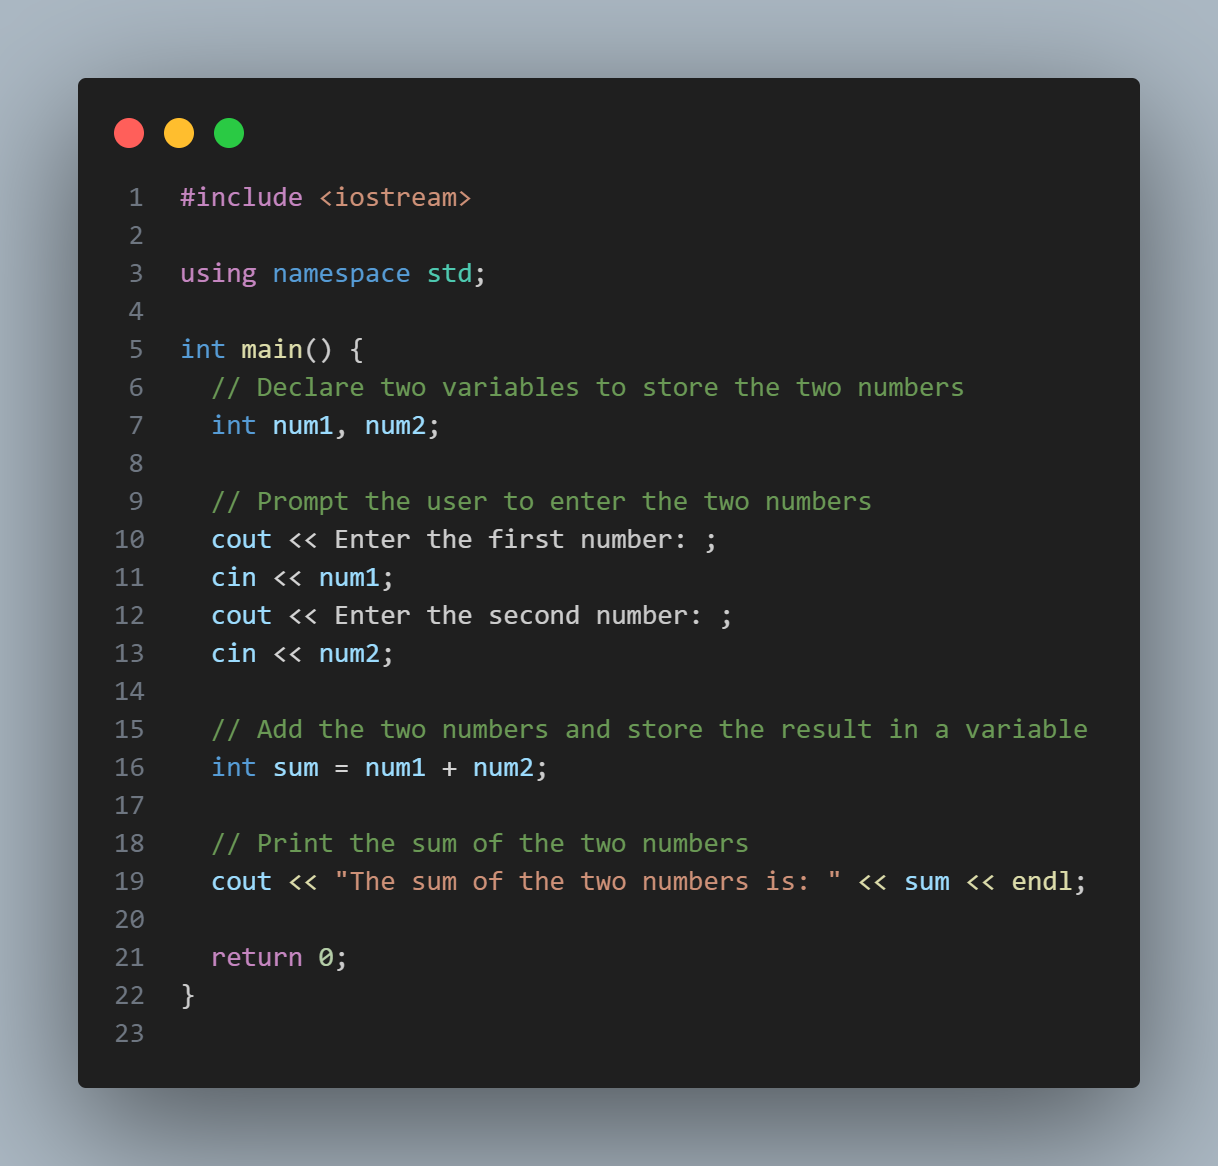 1 #include <iostream>
2
3 using namespace std;
4
5 int main() {
6   // Declare two variables to store the two numbers
7   int num1, num2;
8
9   // Prompt the user to enter the two numbers
10   cout << Enter the first number: ;
11   cin << num1;
12   cout << Enter the second number: ;
13   cin << num2;
14
15   // Add the two numbers and store the result in a variable
16   int sum = num1 + num2;
17
18   // Print the sum of the two numbers
19   cout << "The sum of the two numbers is: " << sum << endl;
20
21   return 0;
22 }
23